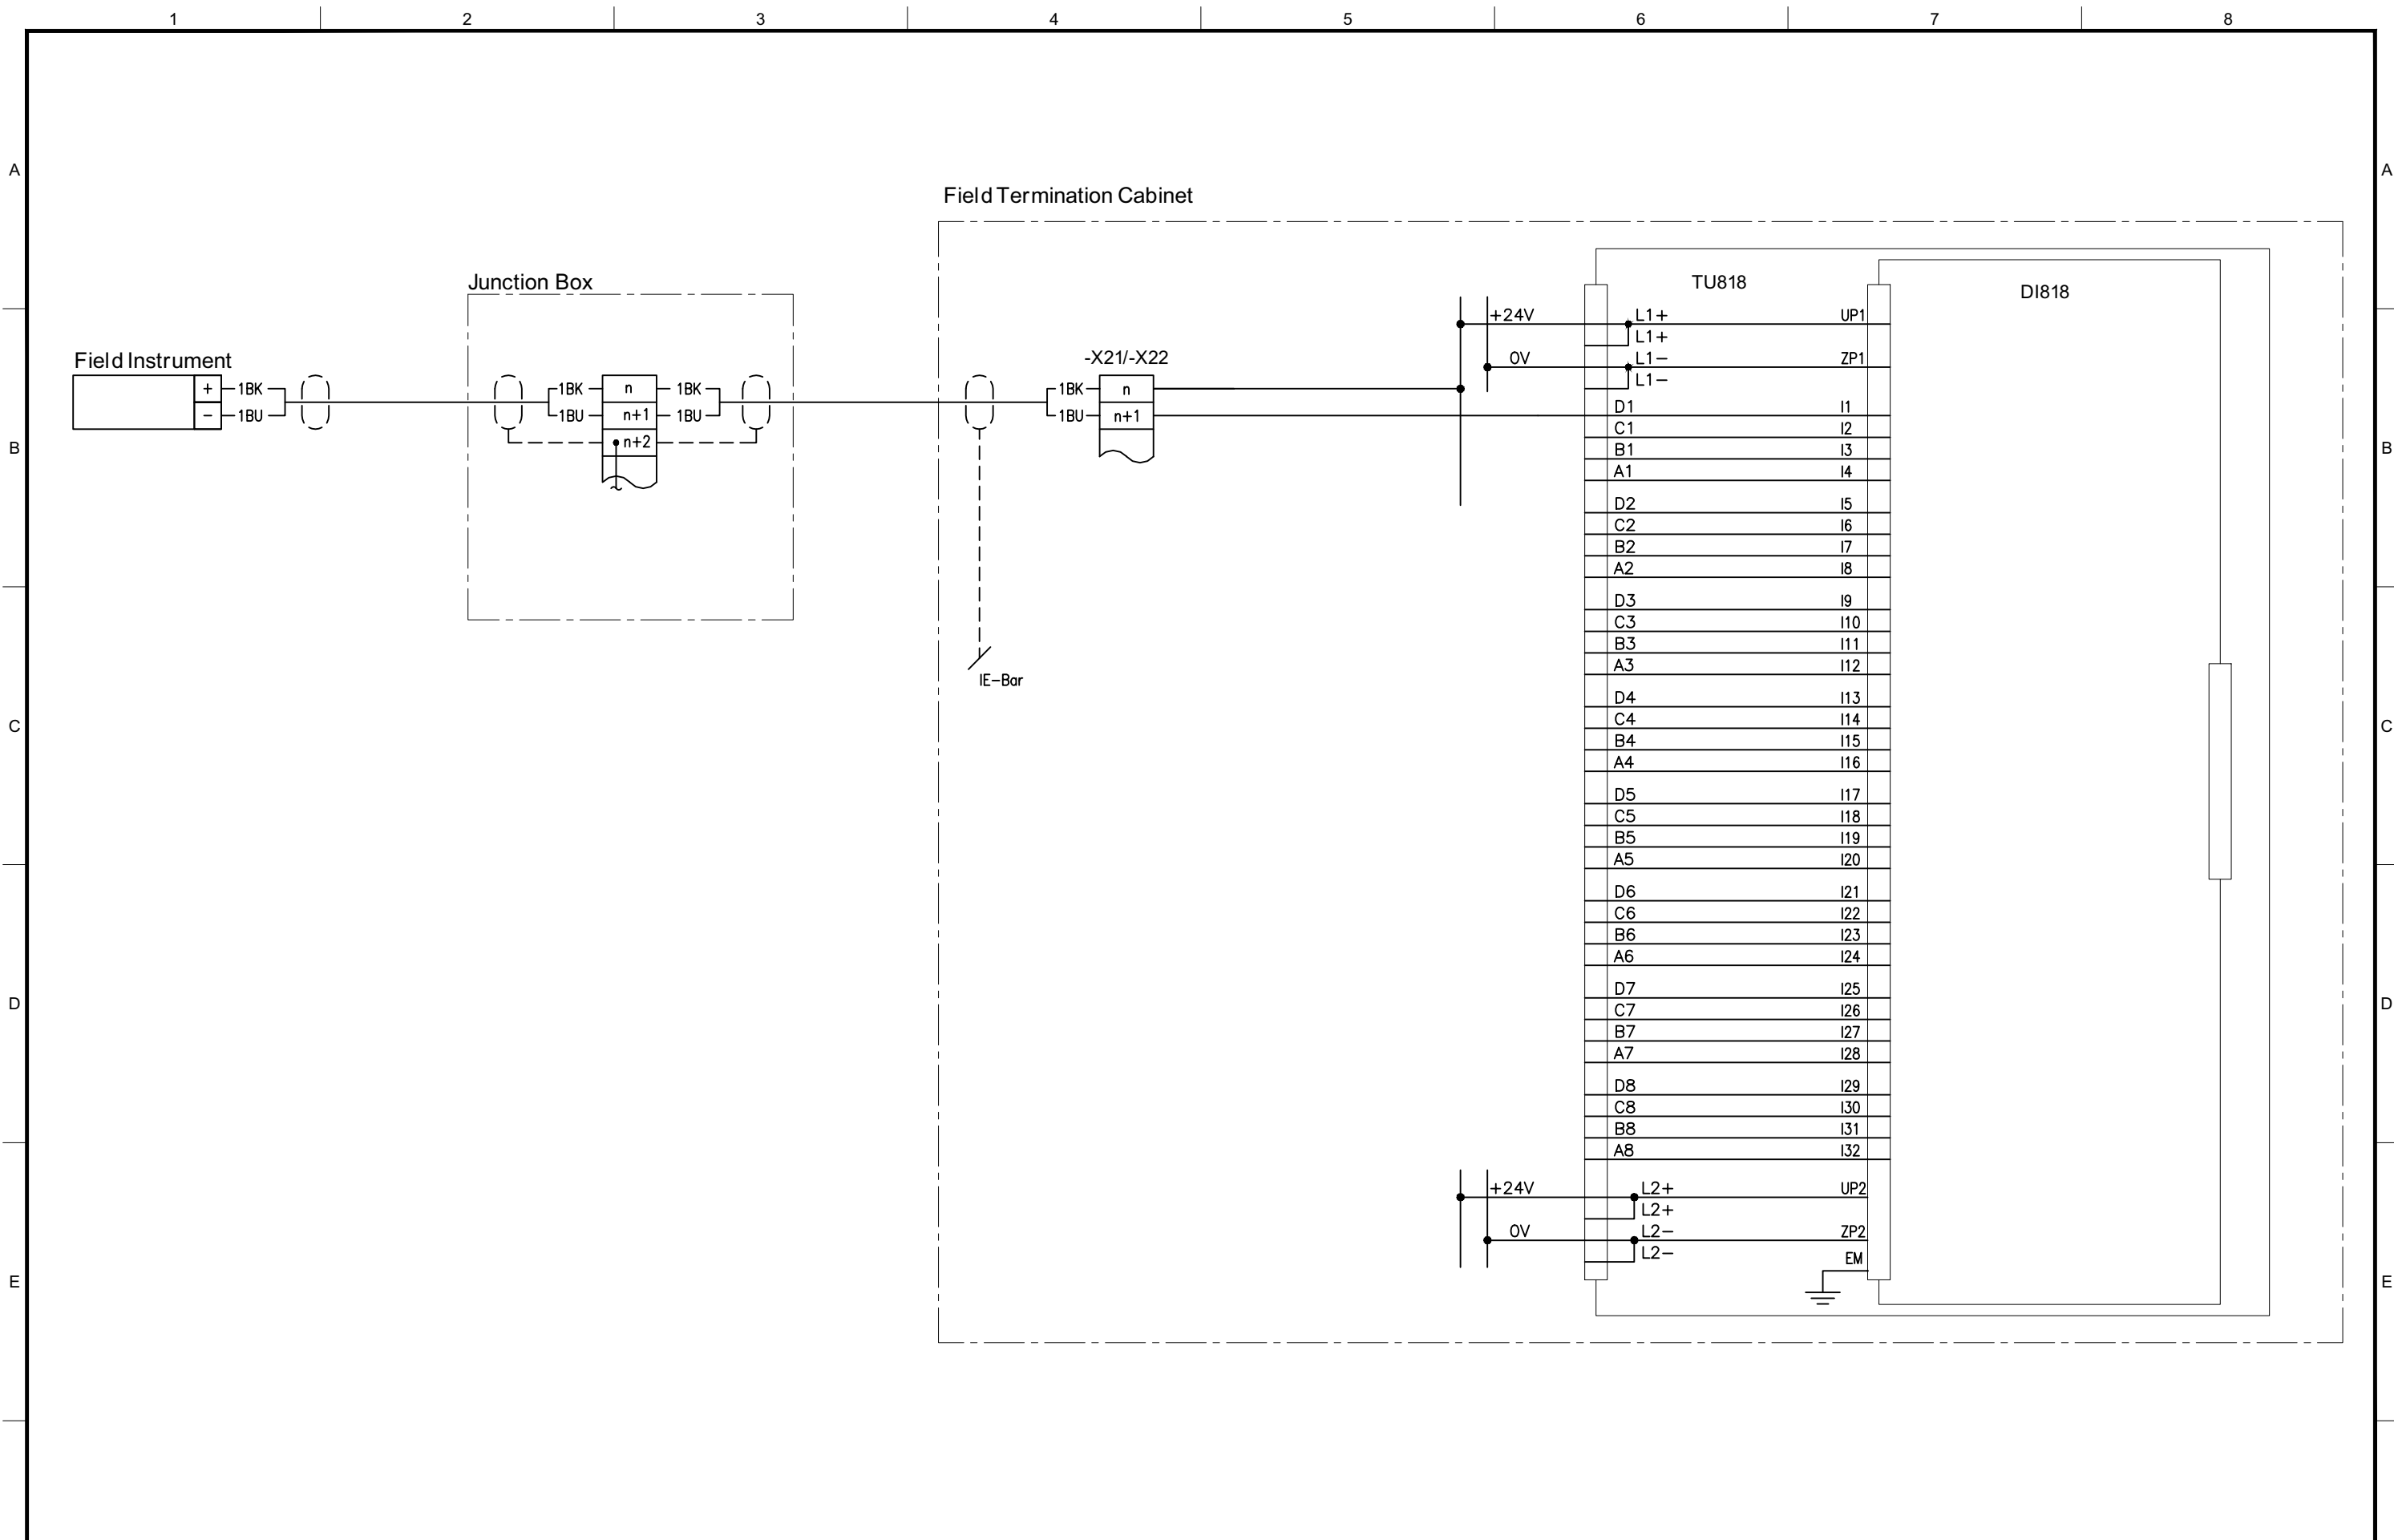 1 2 3 4 5 6 7 8
A A
Field Termination Cabinet
Junction Box
TU818
DI818
+24V L1+ UP1
L1+
Field Instrument
-X21/-X22
0V L1- ZP1
L1-
+ 1BK 1BK n 1BK 1BK n
- 1BU 1BU n+1 1BU 1BU n+1
n+2
D1 I1
C1 I2
B B
B1 I3
A1 I4
D2 I5
C2 I6
B2 I7
A2 I8
D3 I9
C3 I10
B3 I11
A3 I12
IE-Bar
D4 I13
C4 I14
C C
B4 I15
A4 I16
D5 I17
C5 I18
B5 I19
A5 I20
D6 I21
C6 I22
B6 I23
A6 I24
D7 I25
D D
C7 I26
B7 I27
A7 I28
D8 I29
C8 I30
B8 I31
A8 I32
+24V L2+ UP2
L2+
0V L2- ZP2
L2-
EM
E E